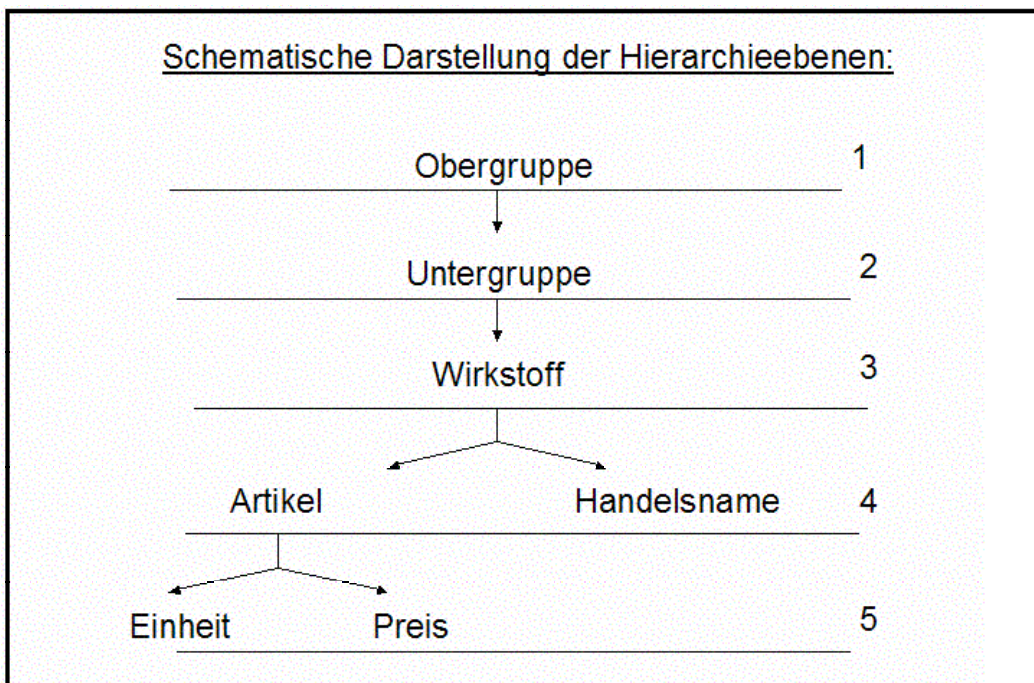 Schematische Darstellung der Hierarchieebenen:
Obergruppe 1
Untergruppe 2
Wirkstoff 3
Artikel Handelsname 4
Einheit Preis 5